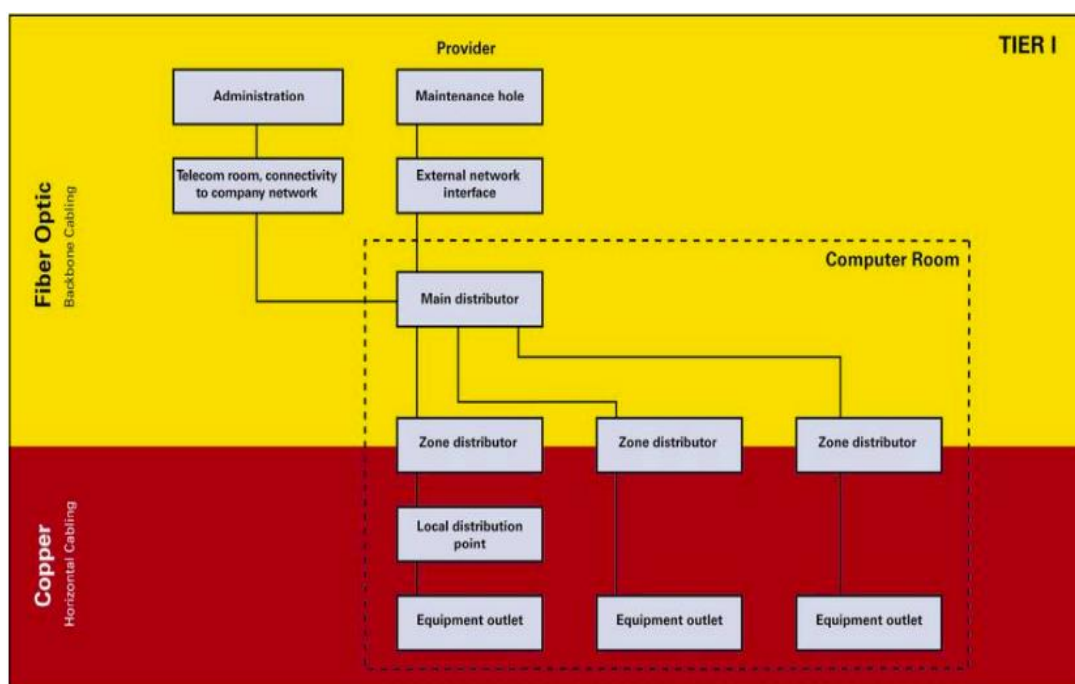 TIER I
Provider
Administration
Maintenance hole
Telecom room, connectivity
to company network
External network
interface
Fiber Optic
Backbone Cabling
Computer Room
Main distributor
Zone distributor
Zone distributor
Zone distributor
Copper
Horizontal Cabling
Local distribution
point
Equipment outlet
Equipment outlet
Equipment outlet